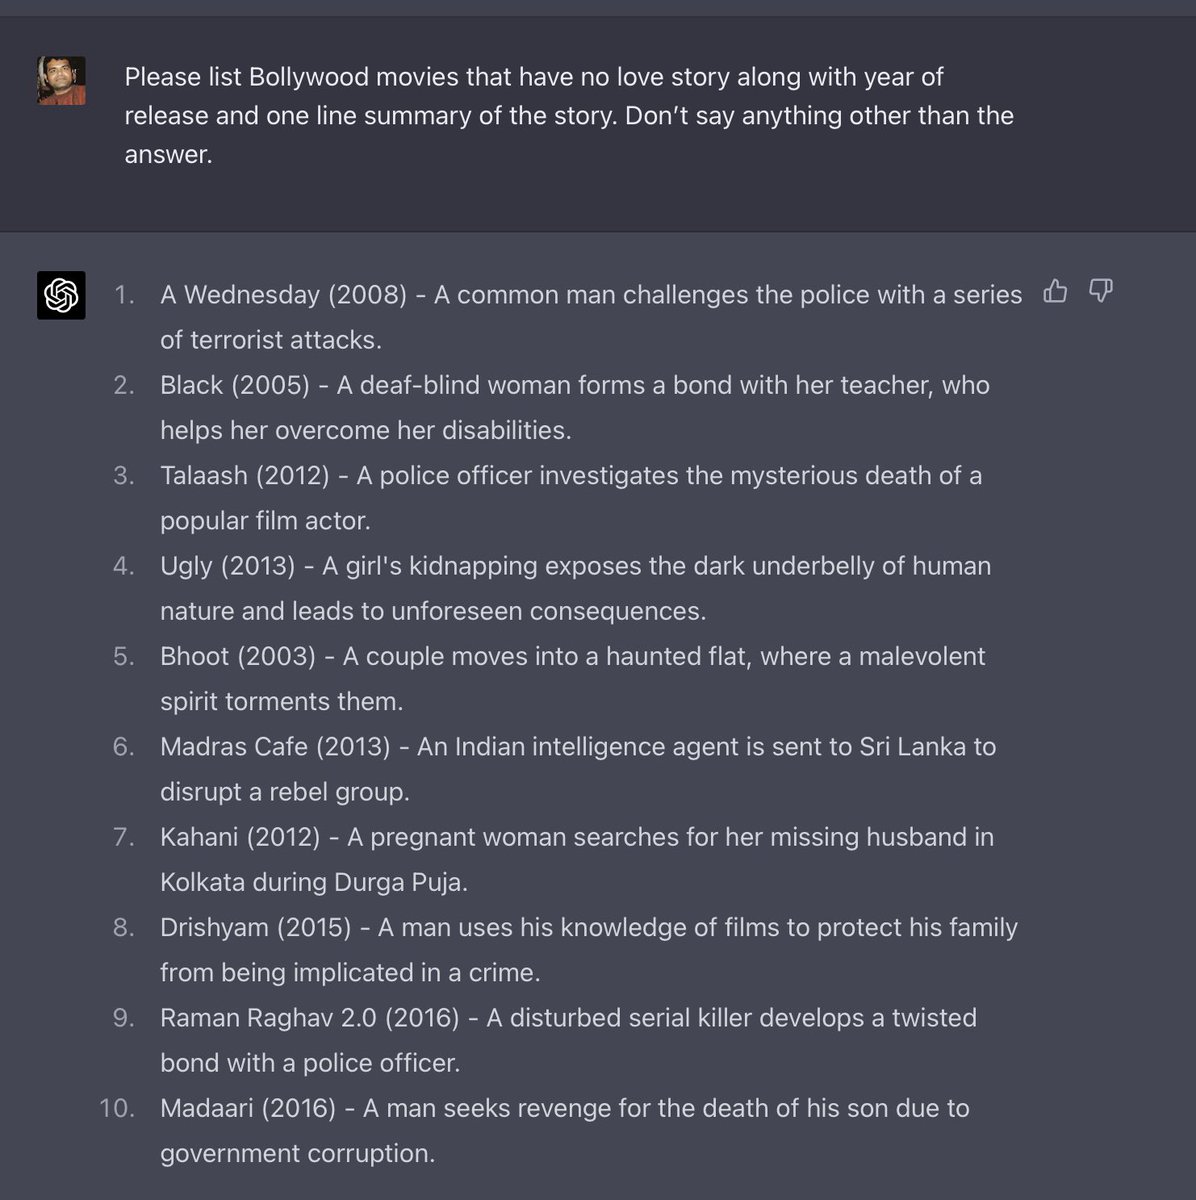 Please list Bollywood movies that have no love story along with year of
release and one line summary of the story. Don’t say anything other than the
answer.
1. A Wednesday (2008) - A common man challenges the police with a series
of terrorist attacks.
2. Black (2005) - A deaf-blind woman forms a bond with her teacher, who
helps her overcome her disabilities.
3. Talaash (2012) - A police officer investigates the mysterious death of a
popular film actor.
4. Ugly (2013) - A girl's kidnapping exposes the dark underbelly of human
nature and leads to unforeseen consequences.
5. Bhoot (2003) - A couple moves into a haunted flat, where a malevolent
spirit torments them.
6. Madras Cafe (2013) - An Indian intelligence agent is sent to Sri Lanka to
disrupt a rebel group.
7. Kahani (2012) - A pregnant woman searches for her missing husband in
Kolkata during Durga Puja.
8. Drishyam (2015) - A man uses his knowledge of films to protect his family
from being implicated in a crime.
9. Raman Raghav 2.0 (2016) - A disturbed serial killer develops a twisted
bond with a police officer.
10. Madaari (2016) - A man seeks revenge for the death of his son due to
government corruption.